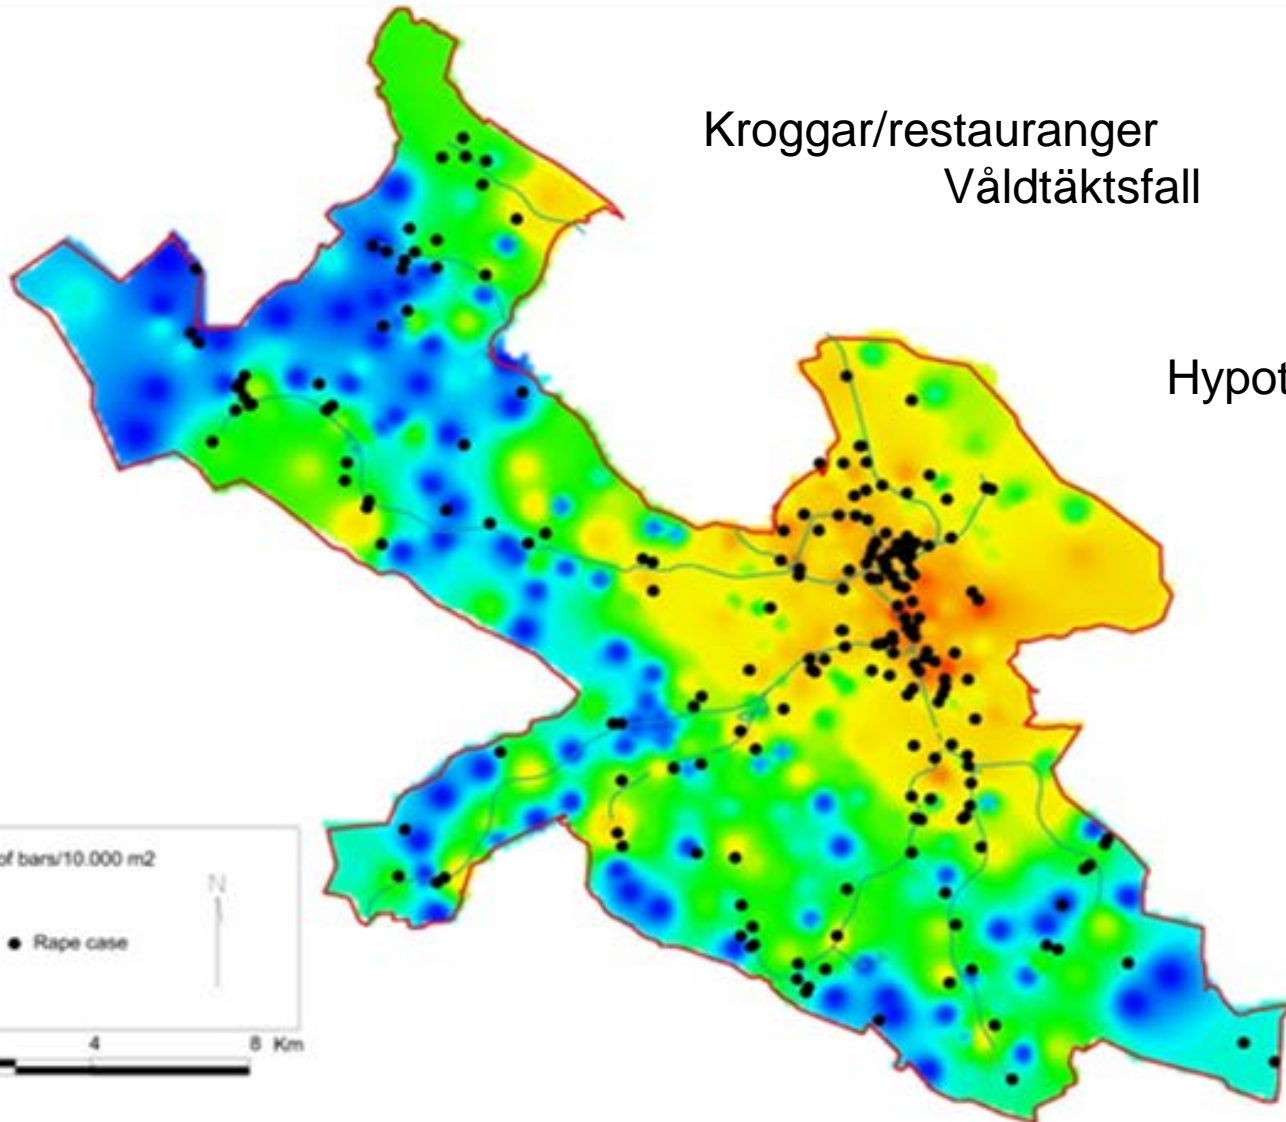 Kroggar/restauranger
Våldtäktsfall
Hypot
of bars/10.000 m2
N
Rape case
4 8 Km